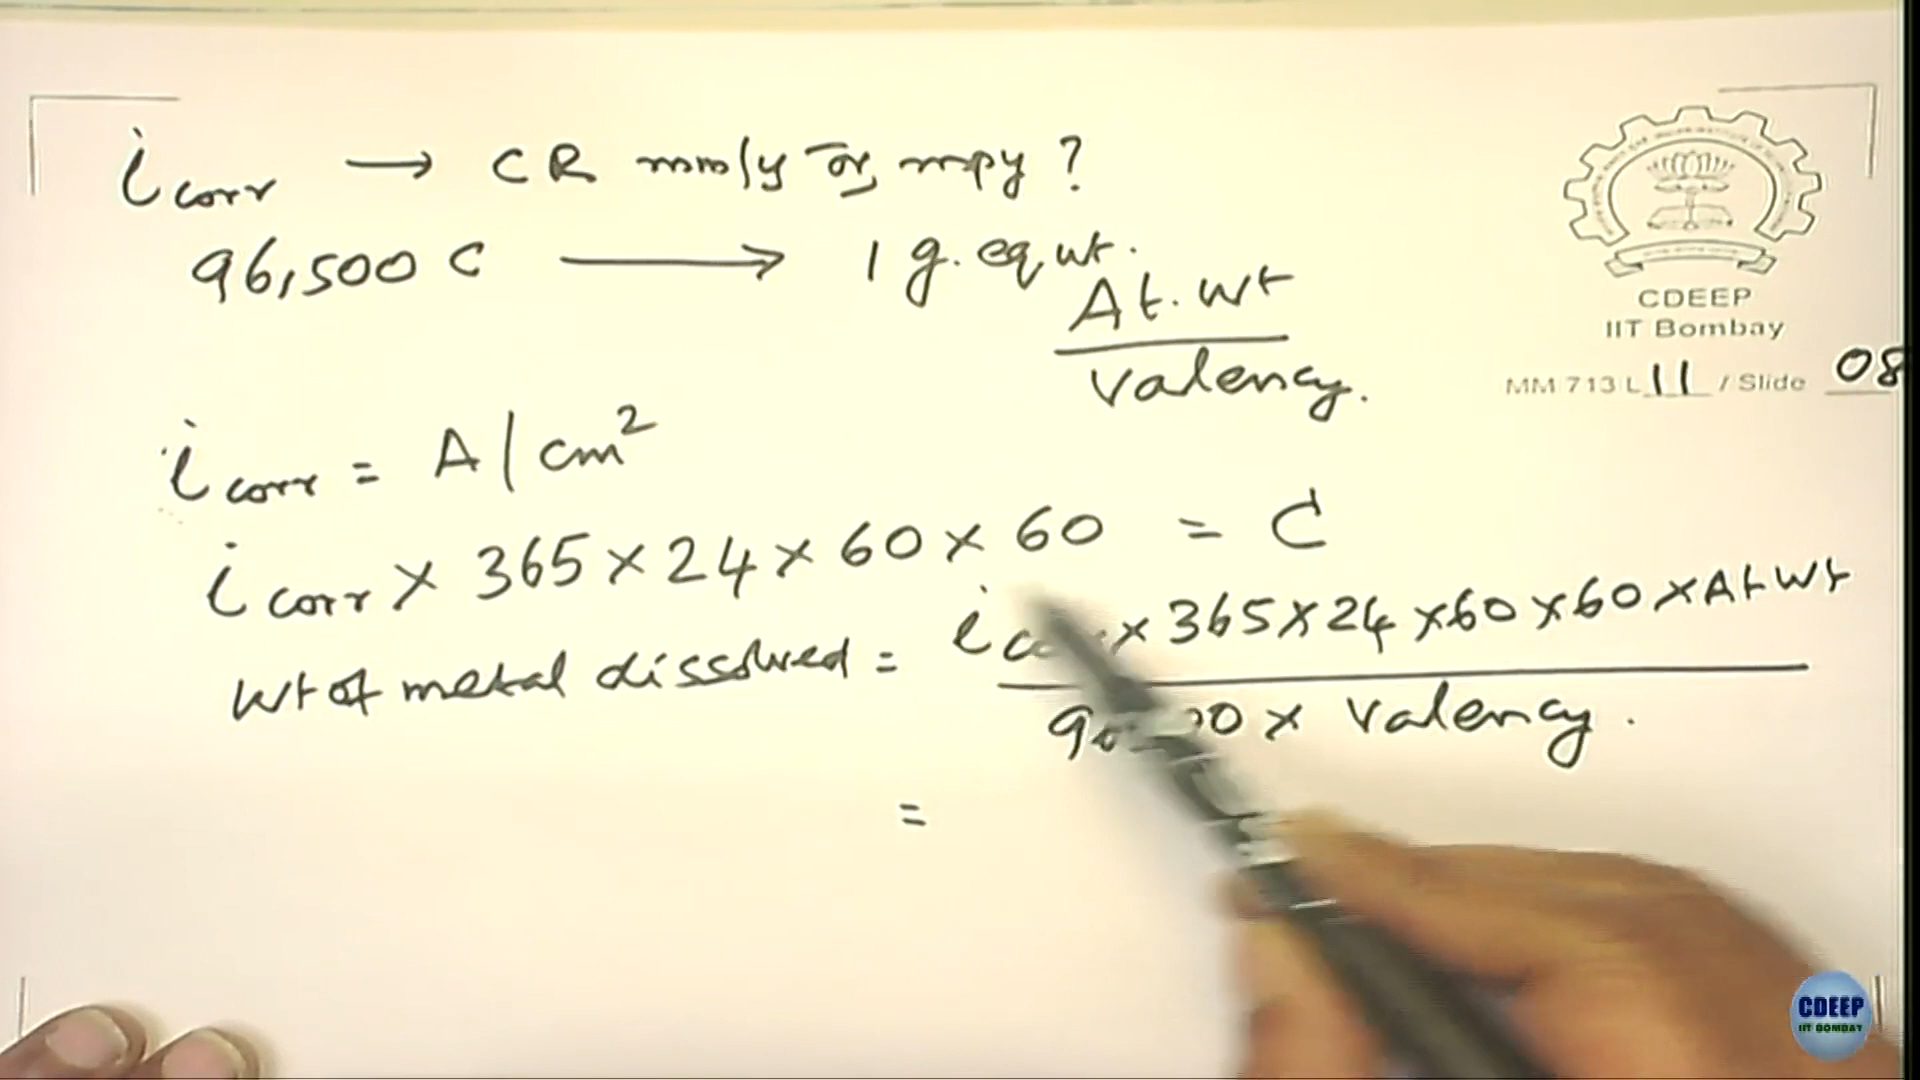 i corr → CR mm/y or mpy ?
96,500 C → 1 g. eq wt.
At. wt
valency.
i corr = A/cm²
i corr × 365 × 24 × 60 × 60 = C
wt of metal dissolved = i × 365 × 24 × 60 × 60 × At wt
× valency.
=
CDEEP
IIT Bombay
MM 713 L 11 / Slide 08
CDEEP
IIT BOMBAY